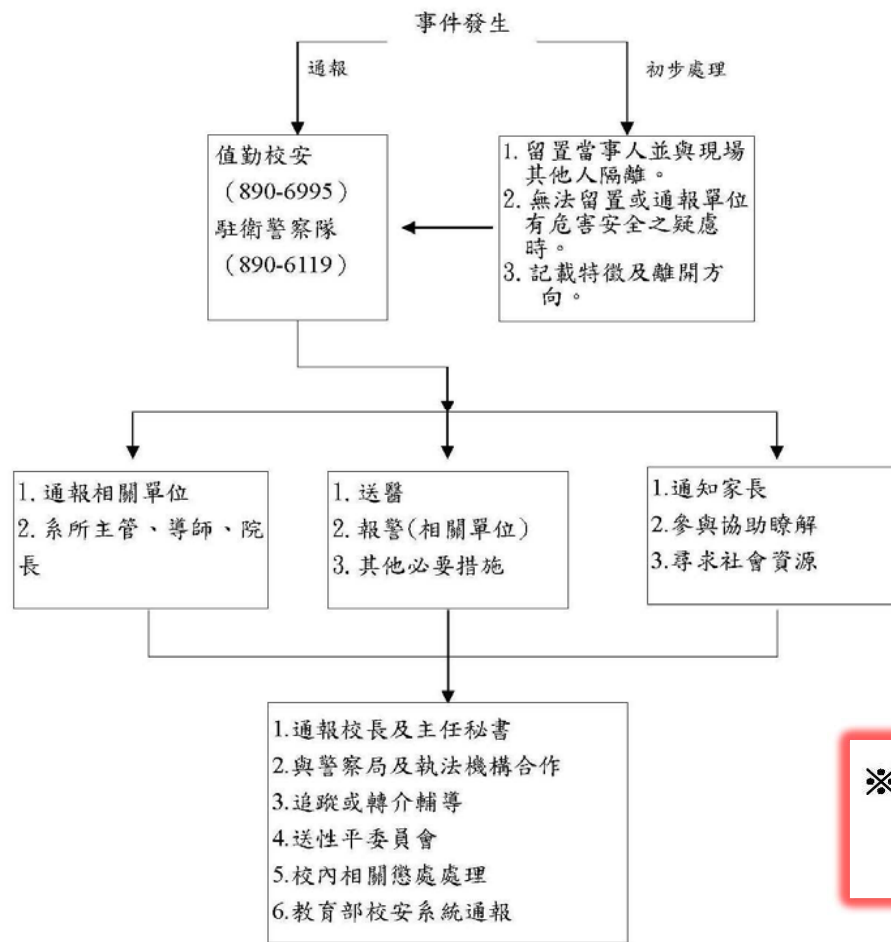 事件發生
通報
初步處理
值勤校安
（890-6995）
駐衛警察隊
（890-6119）
1. 留置當事人並與現場
其他人隔離。
2. 無法留置或通報單位
有危害安全之疑慮
時。
3. 記載特徵及離開方
向。
1. 通報相關單位
2. 系所主管、導師、院
長
1. 送醫
2. 報警(相關單位)
3. 其他必要措施
1.通知家長
2.參與協助瞭解
3.尋求社會資源
1.通報校長及主任秘書
2.與警察局及執法機構合作
3.追蹤或轉介輔導
4.送性平委員會
5.校內相關懲處處理
6.教育部校安系統通報
※